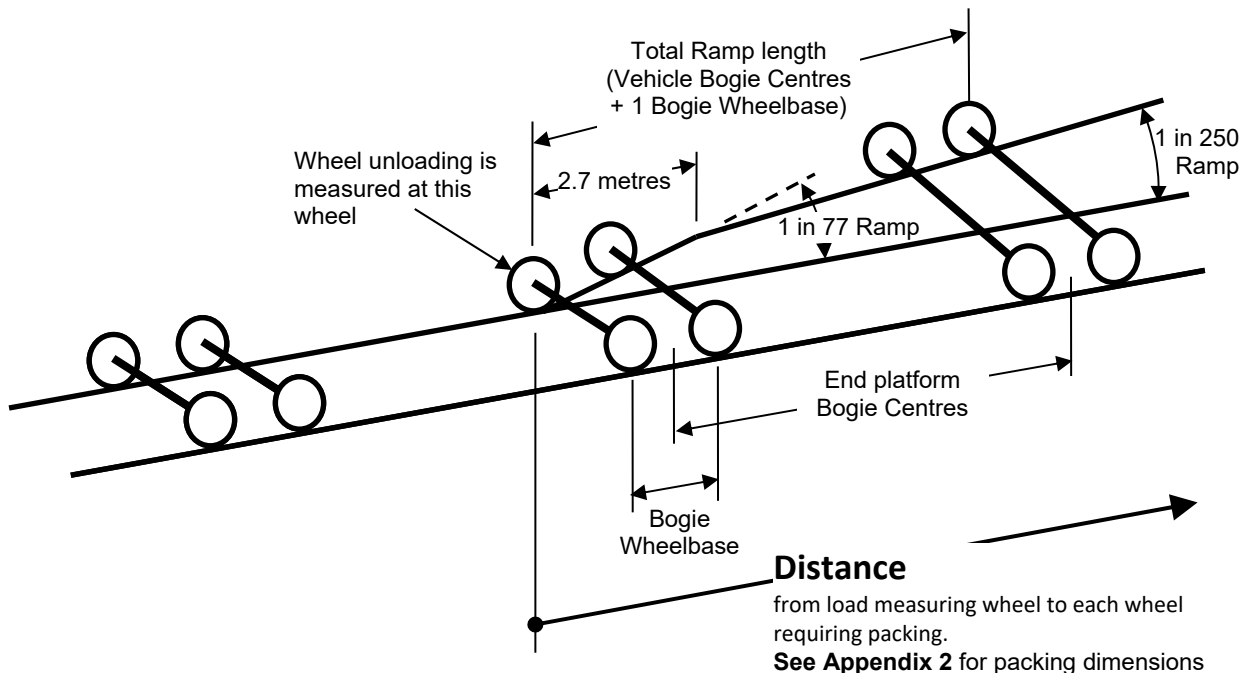 Total Ramp length
(Vehicle Bogie Centres
+ 1 Bogie Wheelbase)
Wheel unloading is
measured at this
wheel
2.7 metres
1 in 250
Ramp
1 in 77 Ramp
End platform
Bogie Centres
Bogie
Wheelbase
Distance
from load measuring wheel to each wheel
requiring packing.
See Appendix 2 for packing dimensions